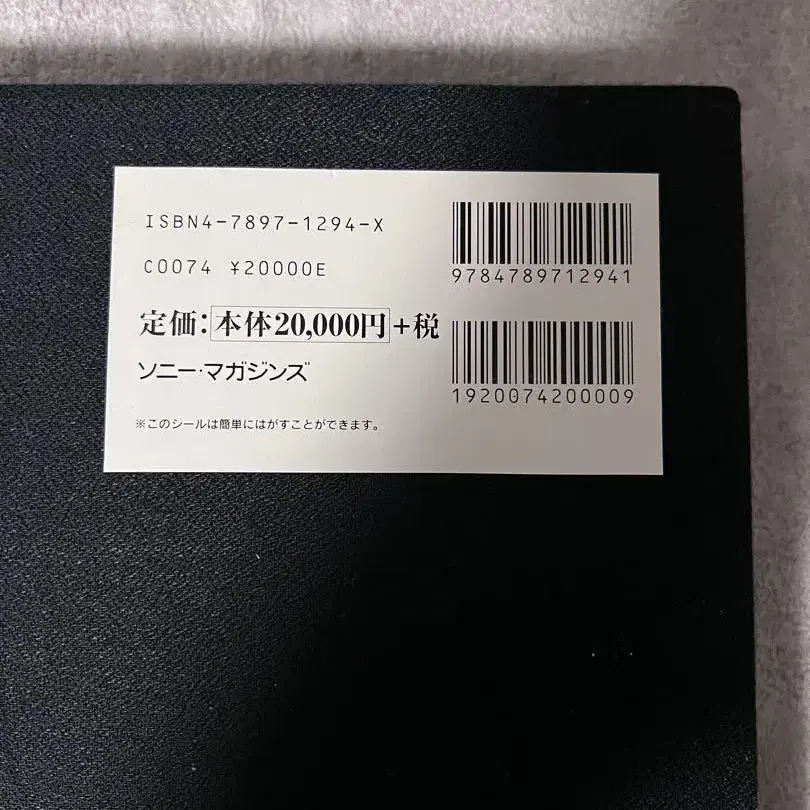 ISBN4-7897-1294-X
C0074 ¥20000E
定価:本体20,000円+税
ソニー・マガジンズ
※このシールは簡単にはがすことができます。
9784789712941
1920074200009